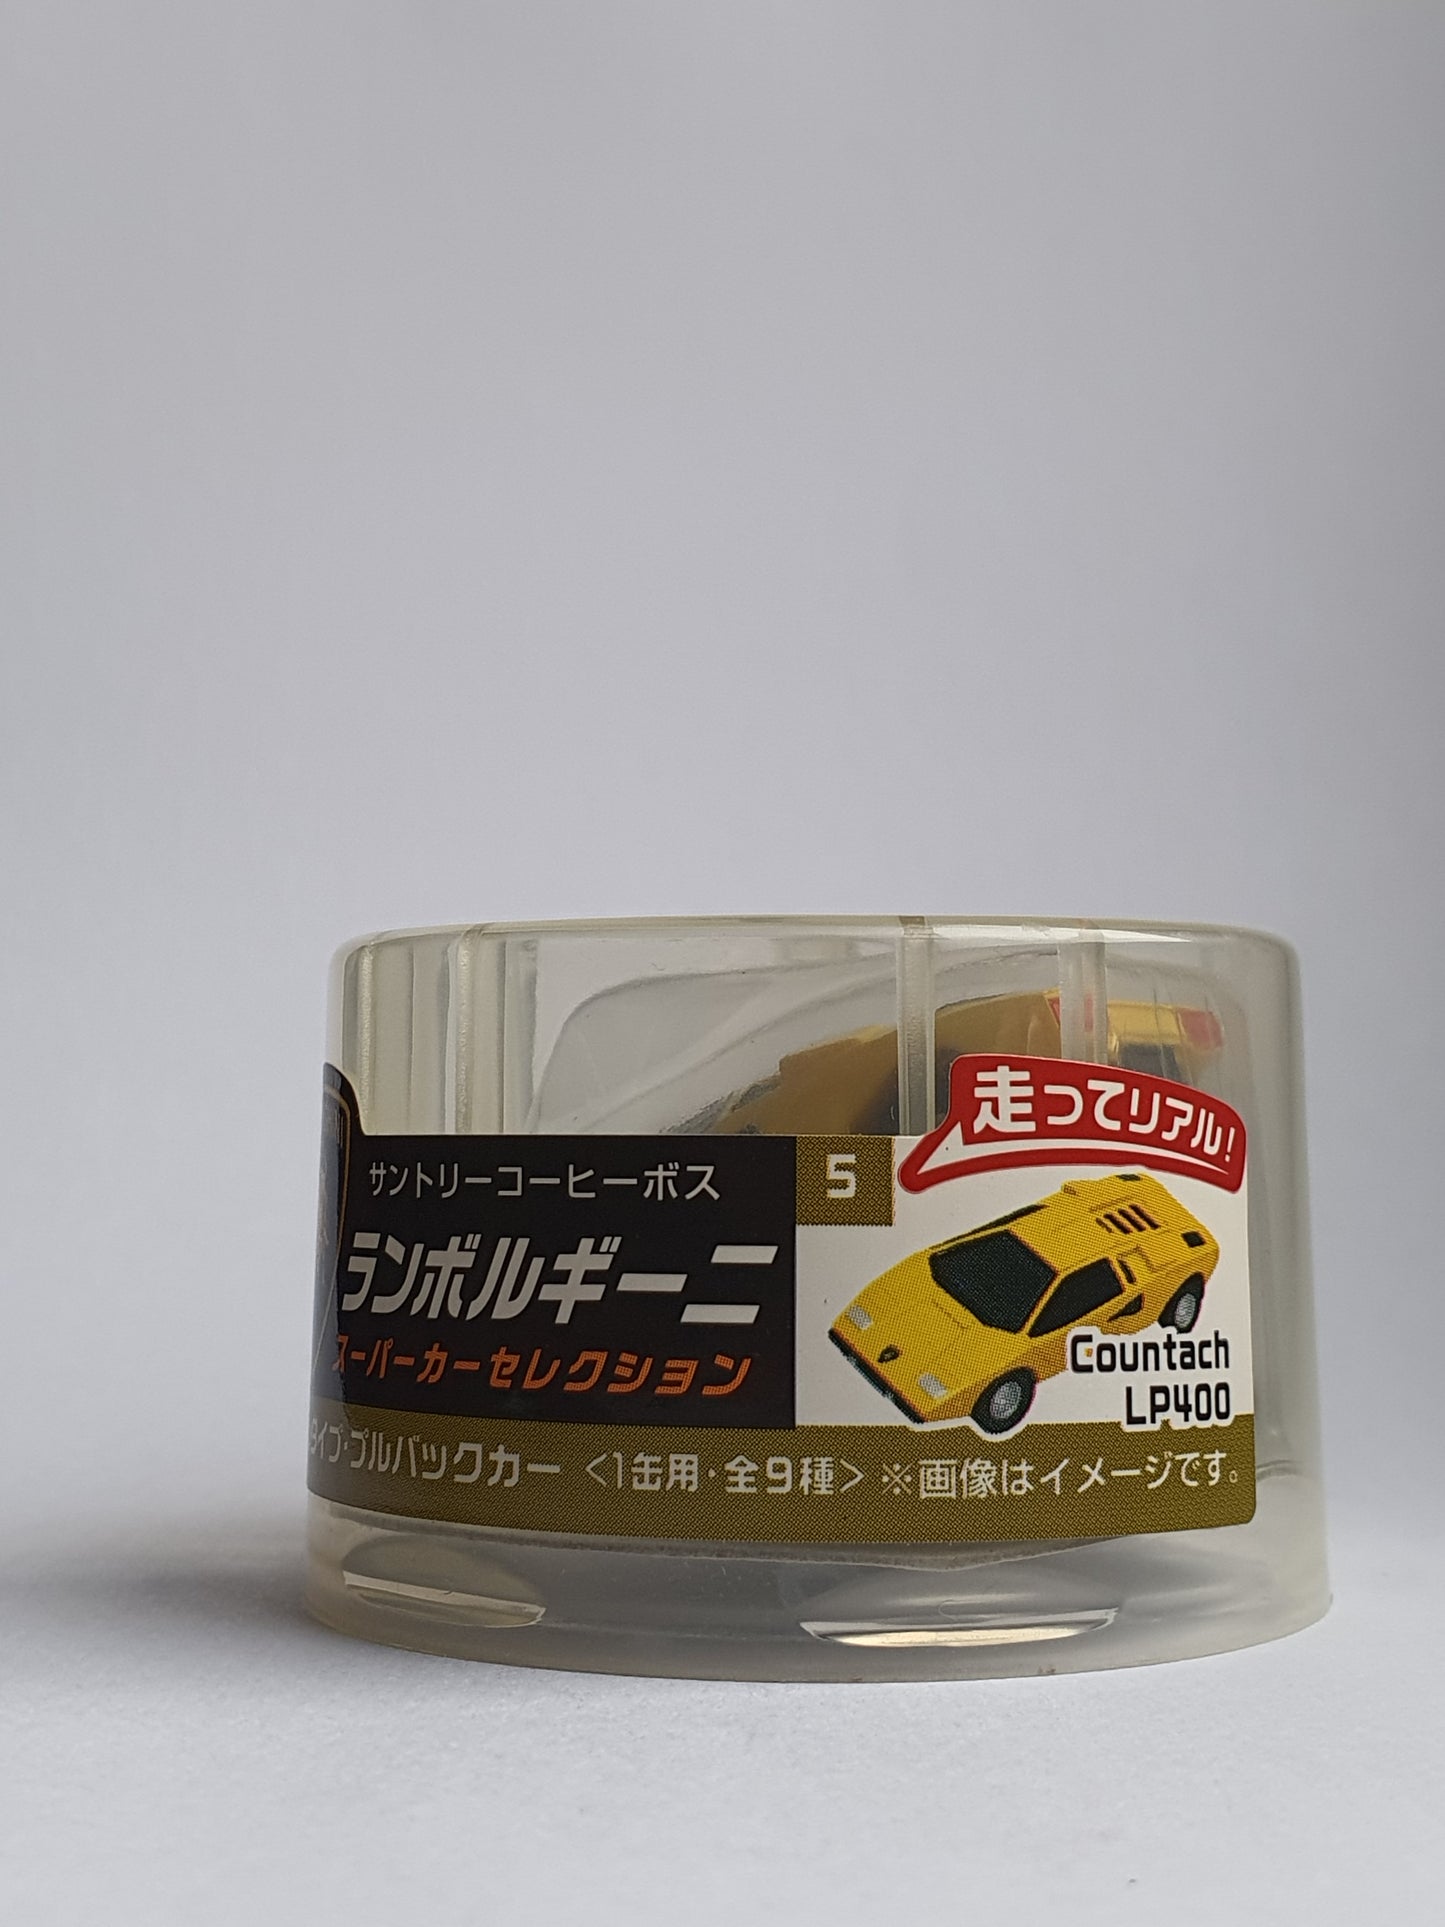 サントリーコーヒーボス
ランボルギーニ
スーパーカーセレクション
5
走ってリアル!
Countach
LP400
タイプ・プルバックカー <1缶用・全9種> ※画像はイメージです。